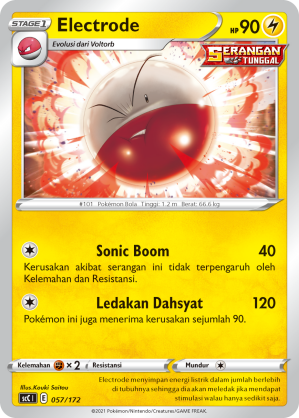 STAGE 1
Electrode
HP 90
Evolusi dari Voltorb
SERANGAN
TUNGGAL
#101 Pokémon Bola Tinggi: 1.2 m Berat: 66.6 kg
Sonic Boom 40
Kerusakan akibat serangan ini tidak terpengaruh oleh
Kelemahan dan Resistansi.
Ledakan Dahsyat 120
Pokémon ini juga menerima kerusakan sejumlah 90.
Kelemahan ×2 Resistansi Mundur
Illus. Kouki Saitou
SC1 I E 057/172
Electrode menyimpan energi listrik dalam jumlah berlebih
di tubuhnya sehingga dia akan meledak jika mendapat
stimulasi walau hanya sedikit saja.
©2021 Pokémon/Nintendo/Creatures/GAME FREAK